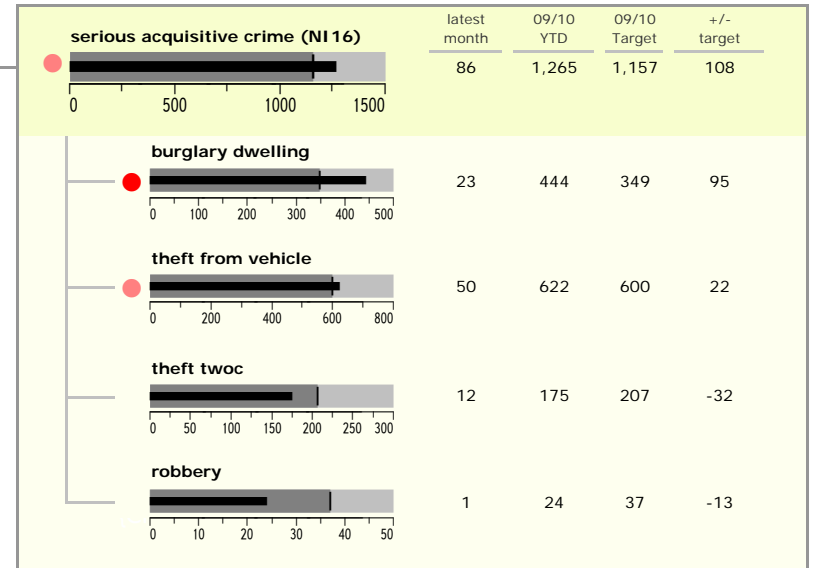 latest 09/10 09/10 +/-
serious acquisitive crime (NI16) month YTD Target target
86 1,265 1,157 108
0 500 1000 1500
burglary dwelling
23 444 349 95
0 100 200 300 400 500
theft from vehicle
50 622 600 22
0 200 400 600 800
theft twoc
12 175 207 -32
0 50 100 150 200 250 300
robbery
1 24 37 -13
0 10 20 30 40 50